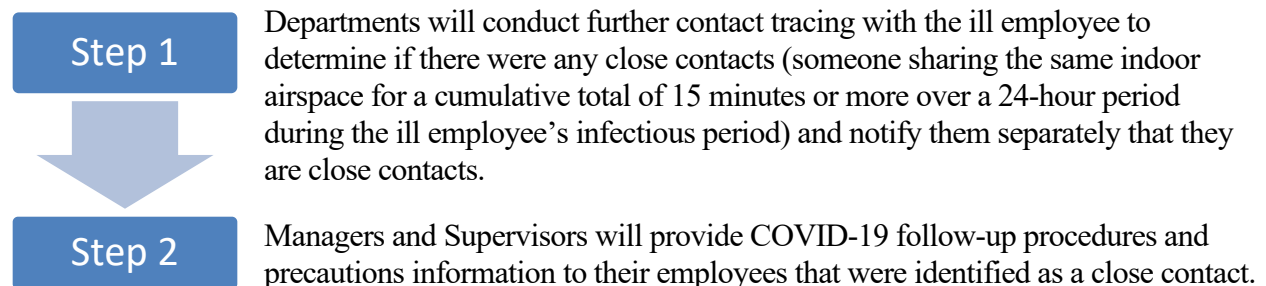 Step 1
Departments will conduct further contact tracing with the ill employee to
determine if there were any close contacts (someone sharing the same indoor
airspace for a cumulative total of 15 minutes or more over a 24-hour period
during the ill employee’s infectious period) and notify them separately that they
are close contacts.
Step 2
Managers and Supervisors will provide COVID-19 follow-up procedures and
precautions information to their employees that were identified as a close contact.